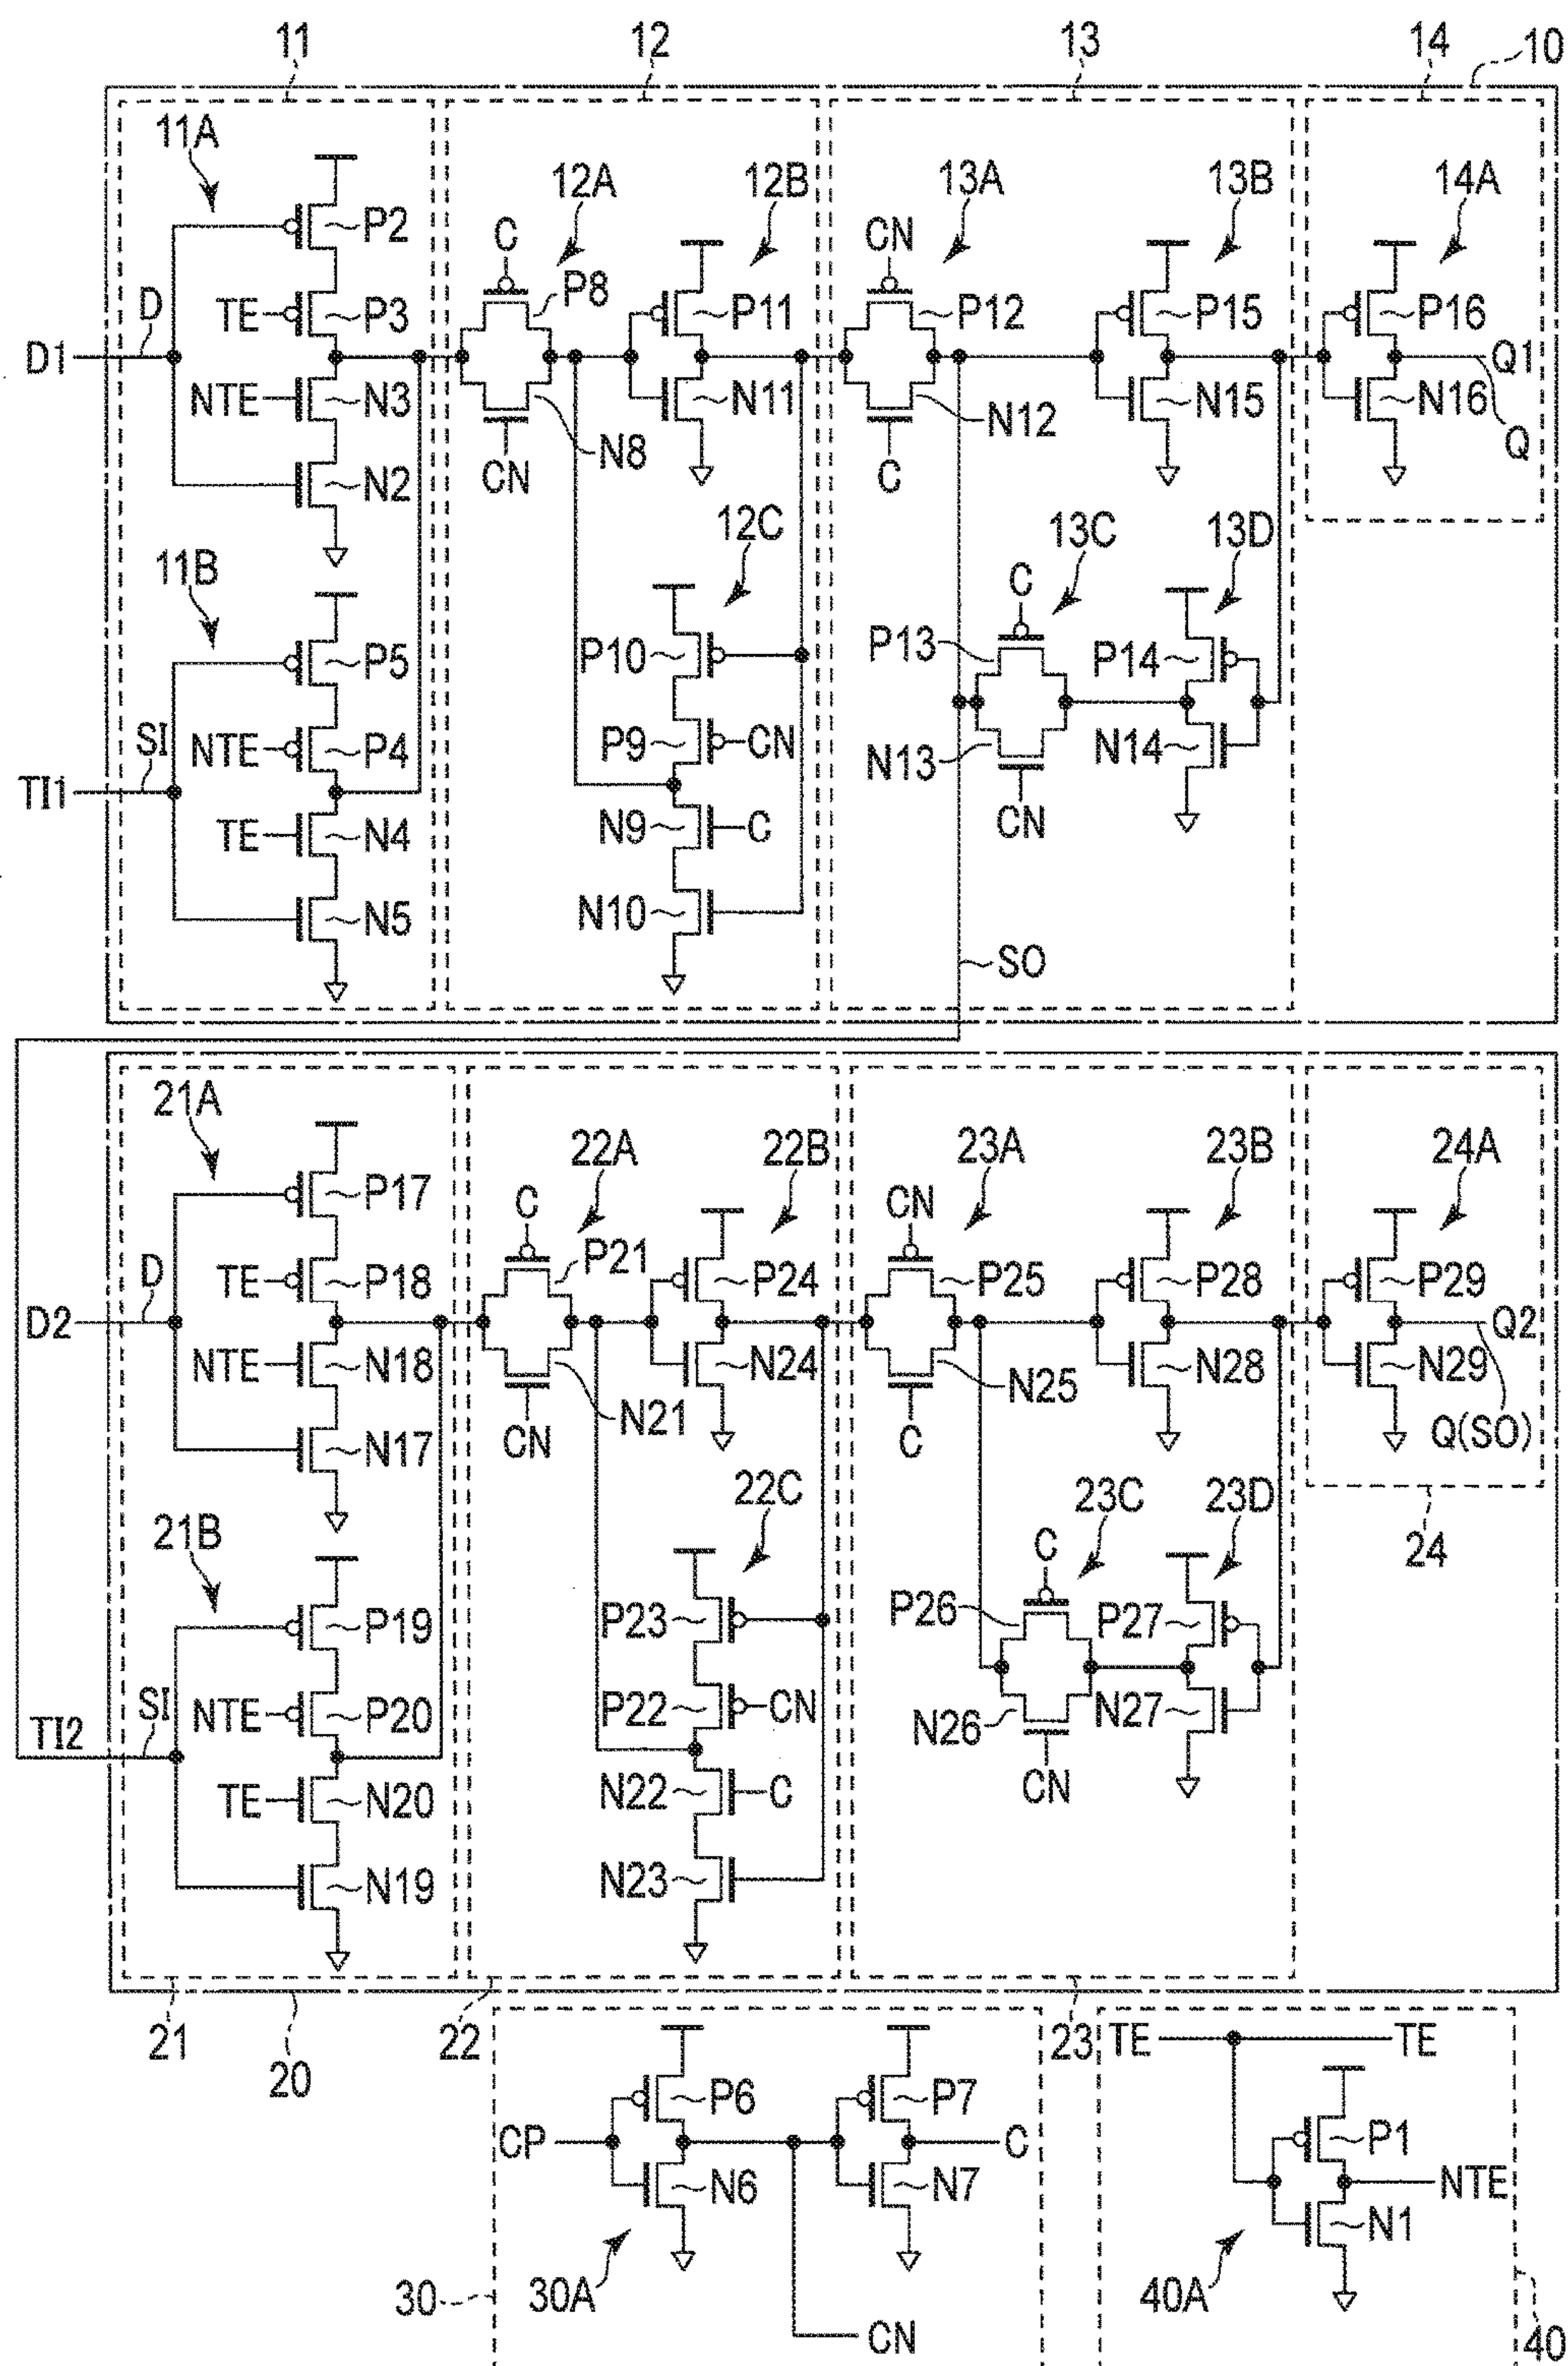 11
12
13
14
10
11A
12A
12B
13A
13B
14A
P2
C
CN
P8
D
TE
P3
P11
P12
P15
P16
D1
Q1
NTE
N3
N11
N12
N15
N16
N8
Q
CN
C
N2
12C
13C
13D
11B
C
P10
P13
P14
P5
SI
NTE
P4
P9
CN
N13
N14
TI1
CN
TE
N4
N9
C
N5
N10
SO
21A
22A
22B
23A
23B
24A
P17
C
CN
P21
D
TE
P18
P24
P25
P28
P29
D2
Q2
NTE
N18
N24
N25
N28
N29
N21
CN
C
Q(SO)
N17
22C
23C
23D
24
21B
C
P23
P26
P27
P19
SI
NTE
P20
P22
CN
N26
N27
TI2
CN
TE
N20
N22
C
N19
N23
21
20
22
23
TE
TE
P6
P7
CP
C
P1
N6
N7
NTE
N1
30
30A
40A
CN
40